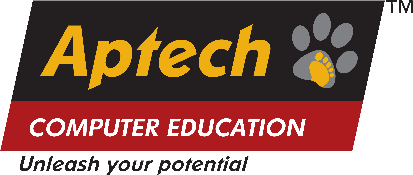 Aptech
TM
COMPUTER EDUCATION
Unleash your potential